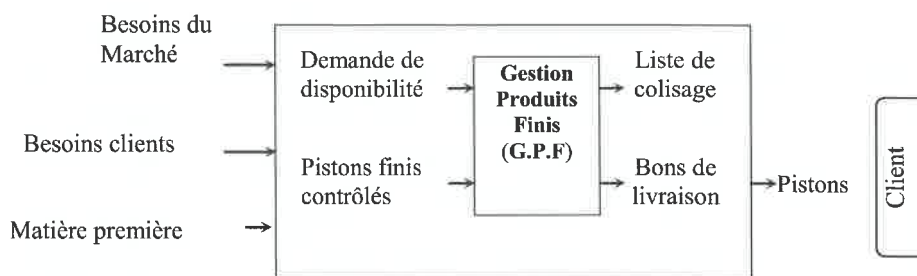 Besoins du
Marché
Besoins clients
Matière première
Demande de
disponibilité
Pistons finis
contrôlés
Gestion
Produits
Finis
(G.P.F)
Liste de
colisage
Bons de
livraison
Pistons
Client